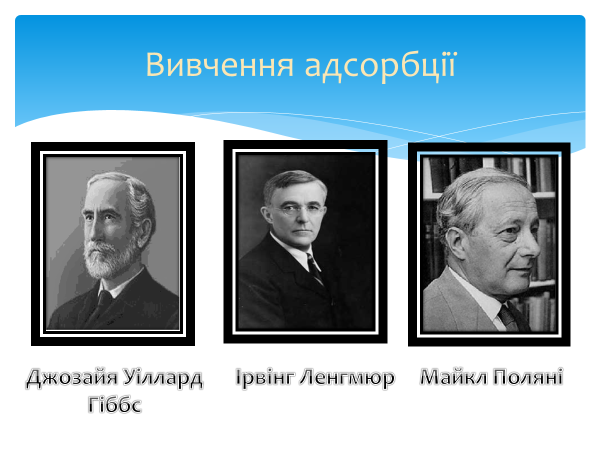 Вивчення адсорбції
Джозайя Уіллард
Гіббс
Ірвінг Ленгмюр
Майкл Поляні